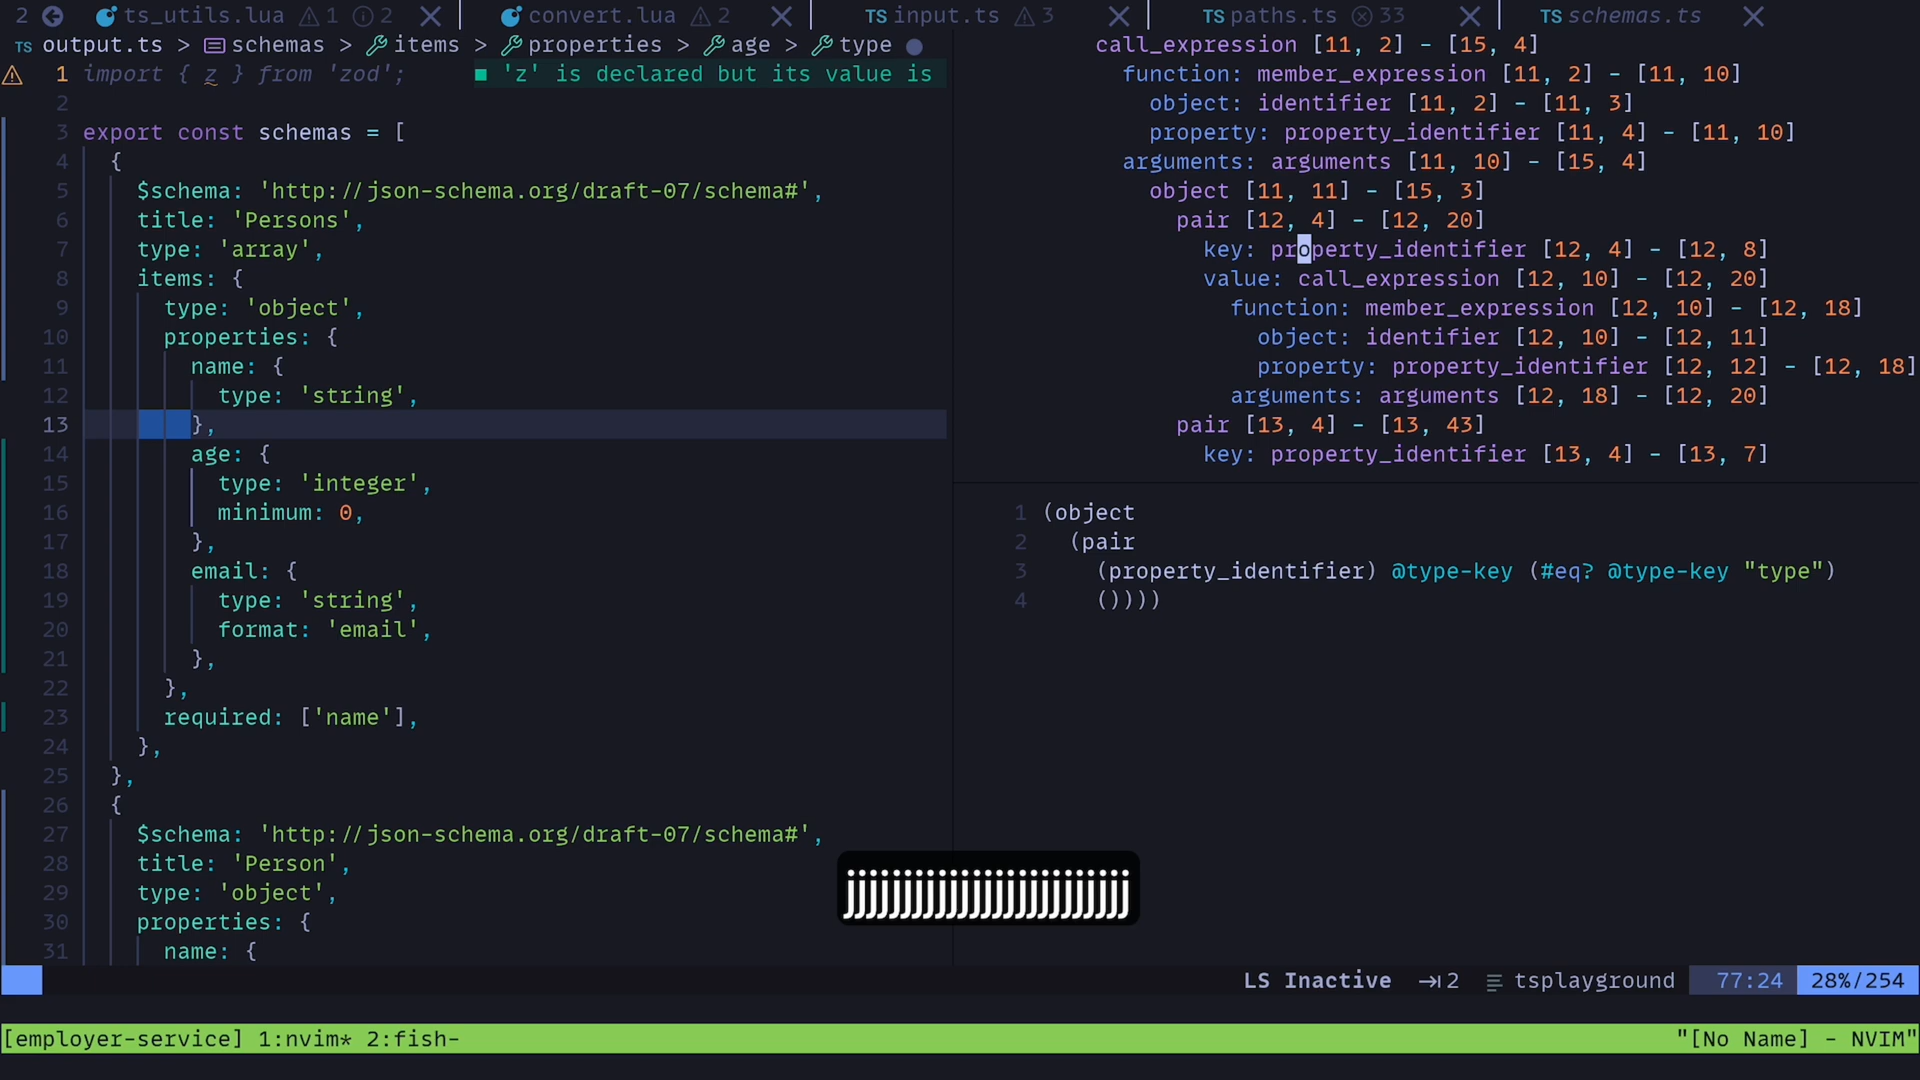 2 ts_utils.lua 1 2 convert.lua 2 TS input.ts 3 TS paths.ts 33 TS schemas.ts
TS output.ts > schemas > items > properties > age > type
1 import { z } from 'zod'; ■ 'z' is declared but its value is
2
3 export const schemas = [
4 {
5 $schema: 'http://json-schema.org/draft-07/schema#',
6 title: 'Persons',
7 type: 'array',
8 items: {
9 type: 'object',
10 properties: {
11 name: {
12 type: 'string',
13 },
14 age: {
15 type: 'integer',
16 minimum: 0,
17 },
18 email: {
19 type: 'string',
20 format: 'email',
21 },
22 },
23 required: ['name'],
24 },
25 },
26 {
27 $schema: 'http://json-schema.org/draft-07/schema#',
28 title: 'Person',
29 type: 'object',
30 properties: {
31 name: {
call_expression [11, 2] - [15, 4]
function: member_expression [11, 2] - [11, 10]
object: identifier [11, 2] - [11, 3]
property: property_identifier [11, 4] - [11, 10]
arguments: arguments [11, 10] - [15, 4]
object [11, 11] - [15, 3]
pair [12, 4] - [12, 20]
key: property_identifier [12, 4] - [12, 8]
value: call_expression [12, 10] - [12, 20]
function: member_expression [12, 10] - [12, 18]
object: identifier [12, 10] - [12, 11]
property: property_identifier [12, 12] - [12, 18]
arguments: arguments [12, 18] - [12, 20]
pair [13, 4] - [13, 43]
key: property_identifier [13, 4] - [13, 7]
1 (object
2 (pair
3 (property_identifier) @type-key (#eq? @type-key "type")
4 ())))
jjjjjjjjjjjjjjjjjjjjjjjjj
LS Inactive 2 tsplayground 77:24 28%/254
[employer-service] 1:nvim* 2:fish- "[No Name] - NVIM"